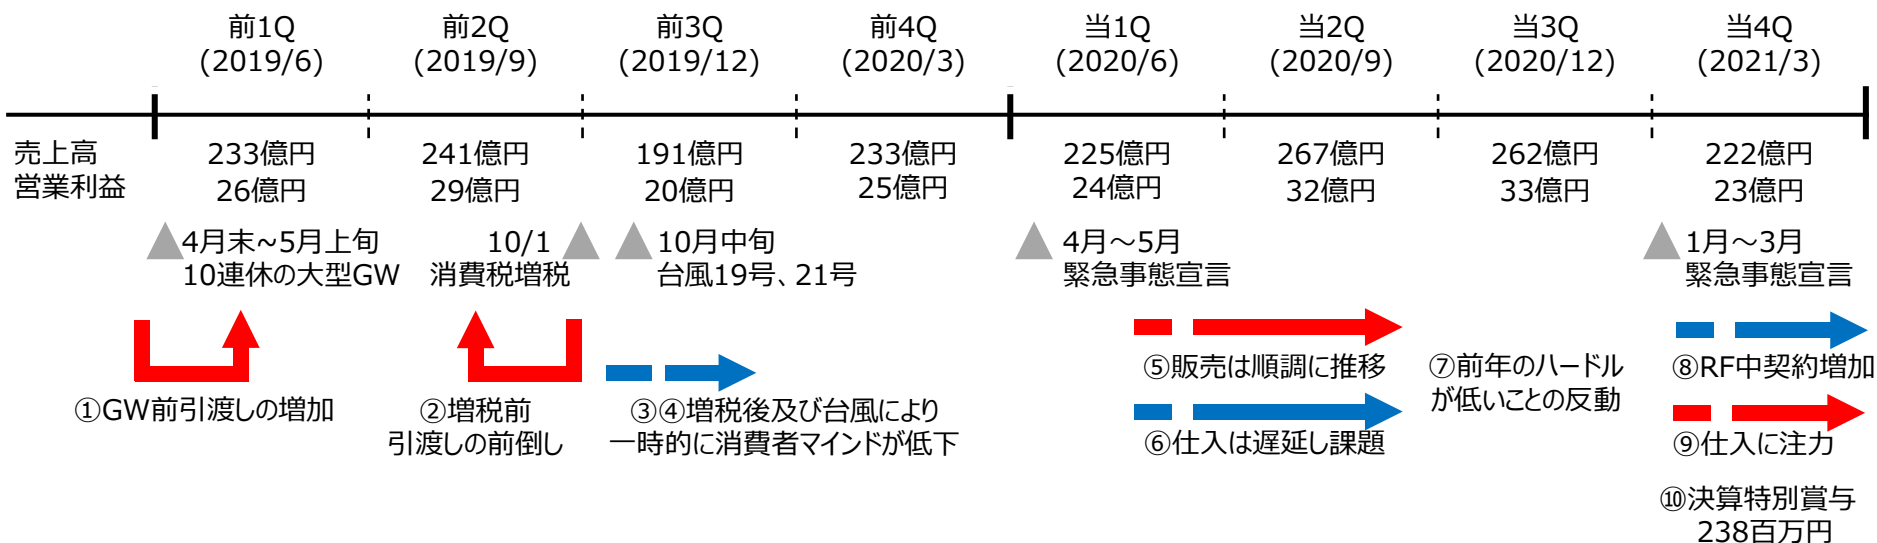 前1Q 前2Q 前3Q 前4Q 当1Q 当2Q 当3Q 当4Q
(2019/6) (2019/9) (2019/12) (2020/3) (2020/6) (2020/9) (2020/12) (2021/3)
売上高 233億円 241億円 191億円 233億円 225億円 267億円 262億円 222億円
営業利益 26億円 29億円 20億円 25億円 24億円 32億円 33億円 23億円
4月末~5月上旬
10連休の大型GW
10/1
消費税増税
10月中旬
台風19号、21号
4月～5月
緊急事態宣言
1月～3月
緊急事態宣言
①GW前引渡しの増加
②増税前
引渡しの前倒し
③④増税後及び台風により
一時的に消費者マインドが低下
⑤販売は順調に推移
⑥仕入は遅延し課題
⑦前年のハードル
が低いことの反動
⑧RF中契約増加
⑨仕入に注力
⑩決算特別賞与
238百万円